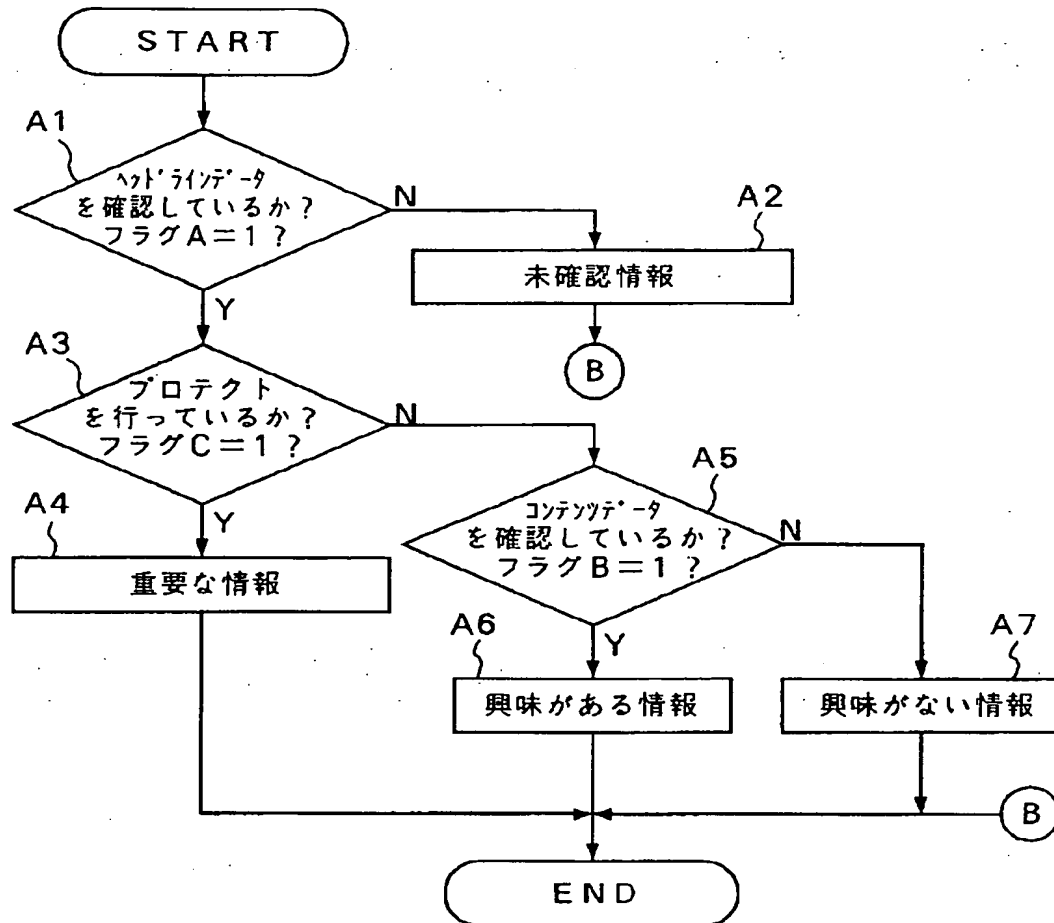 START
A1
ﾍｯﾄﾞﾗｲﾝﾃﾞｰﾀ
を確認しているか?
フラグA=1?
N
A2
未確認情報
Y
B
A3
プロテクト
を行っているか?
フラグC=1?
N
A5
ｺﾝﾃﾝﾂﾃﾞｰﾀ
を確認しているか?
フラグB=1?
N
Y
A4
重要な情報
A6
Y
A7
興味がある情報
興味がない情報
B
END